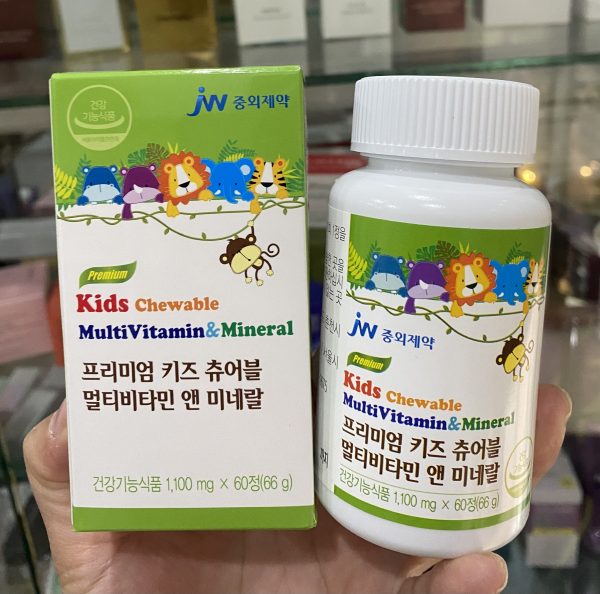 건강
기능식품
JW 중외제약
Premium
Kids Chewable
MultiVitamin&Mineral
프리미엄 키즈 츄어블
멀티비타민 앤 미네랄
건강기능식품 1,100 mg × 60정(66 g)
JW 중외제약
Premium
Kids Chewable
MultiVitamin&Mineral
프리미엄 키즈 츄어블
멀티비타민 앤 미네랄
건강기능식품 1,100 mg × 60정(66 g)